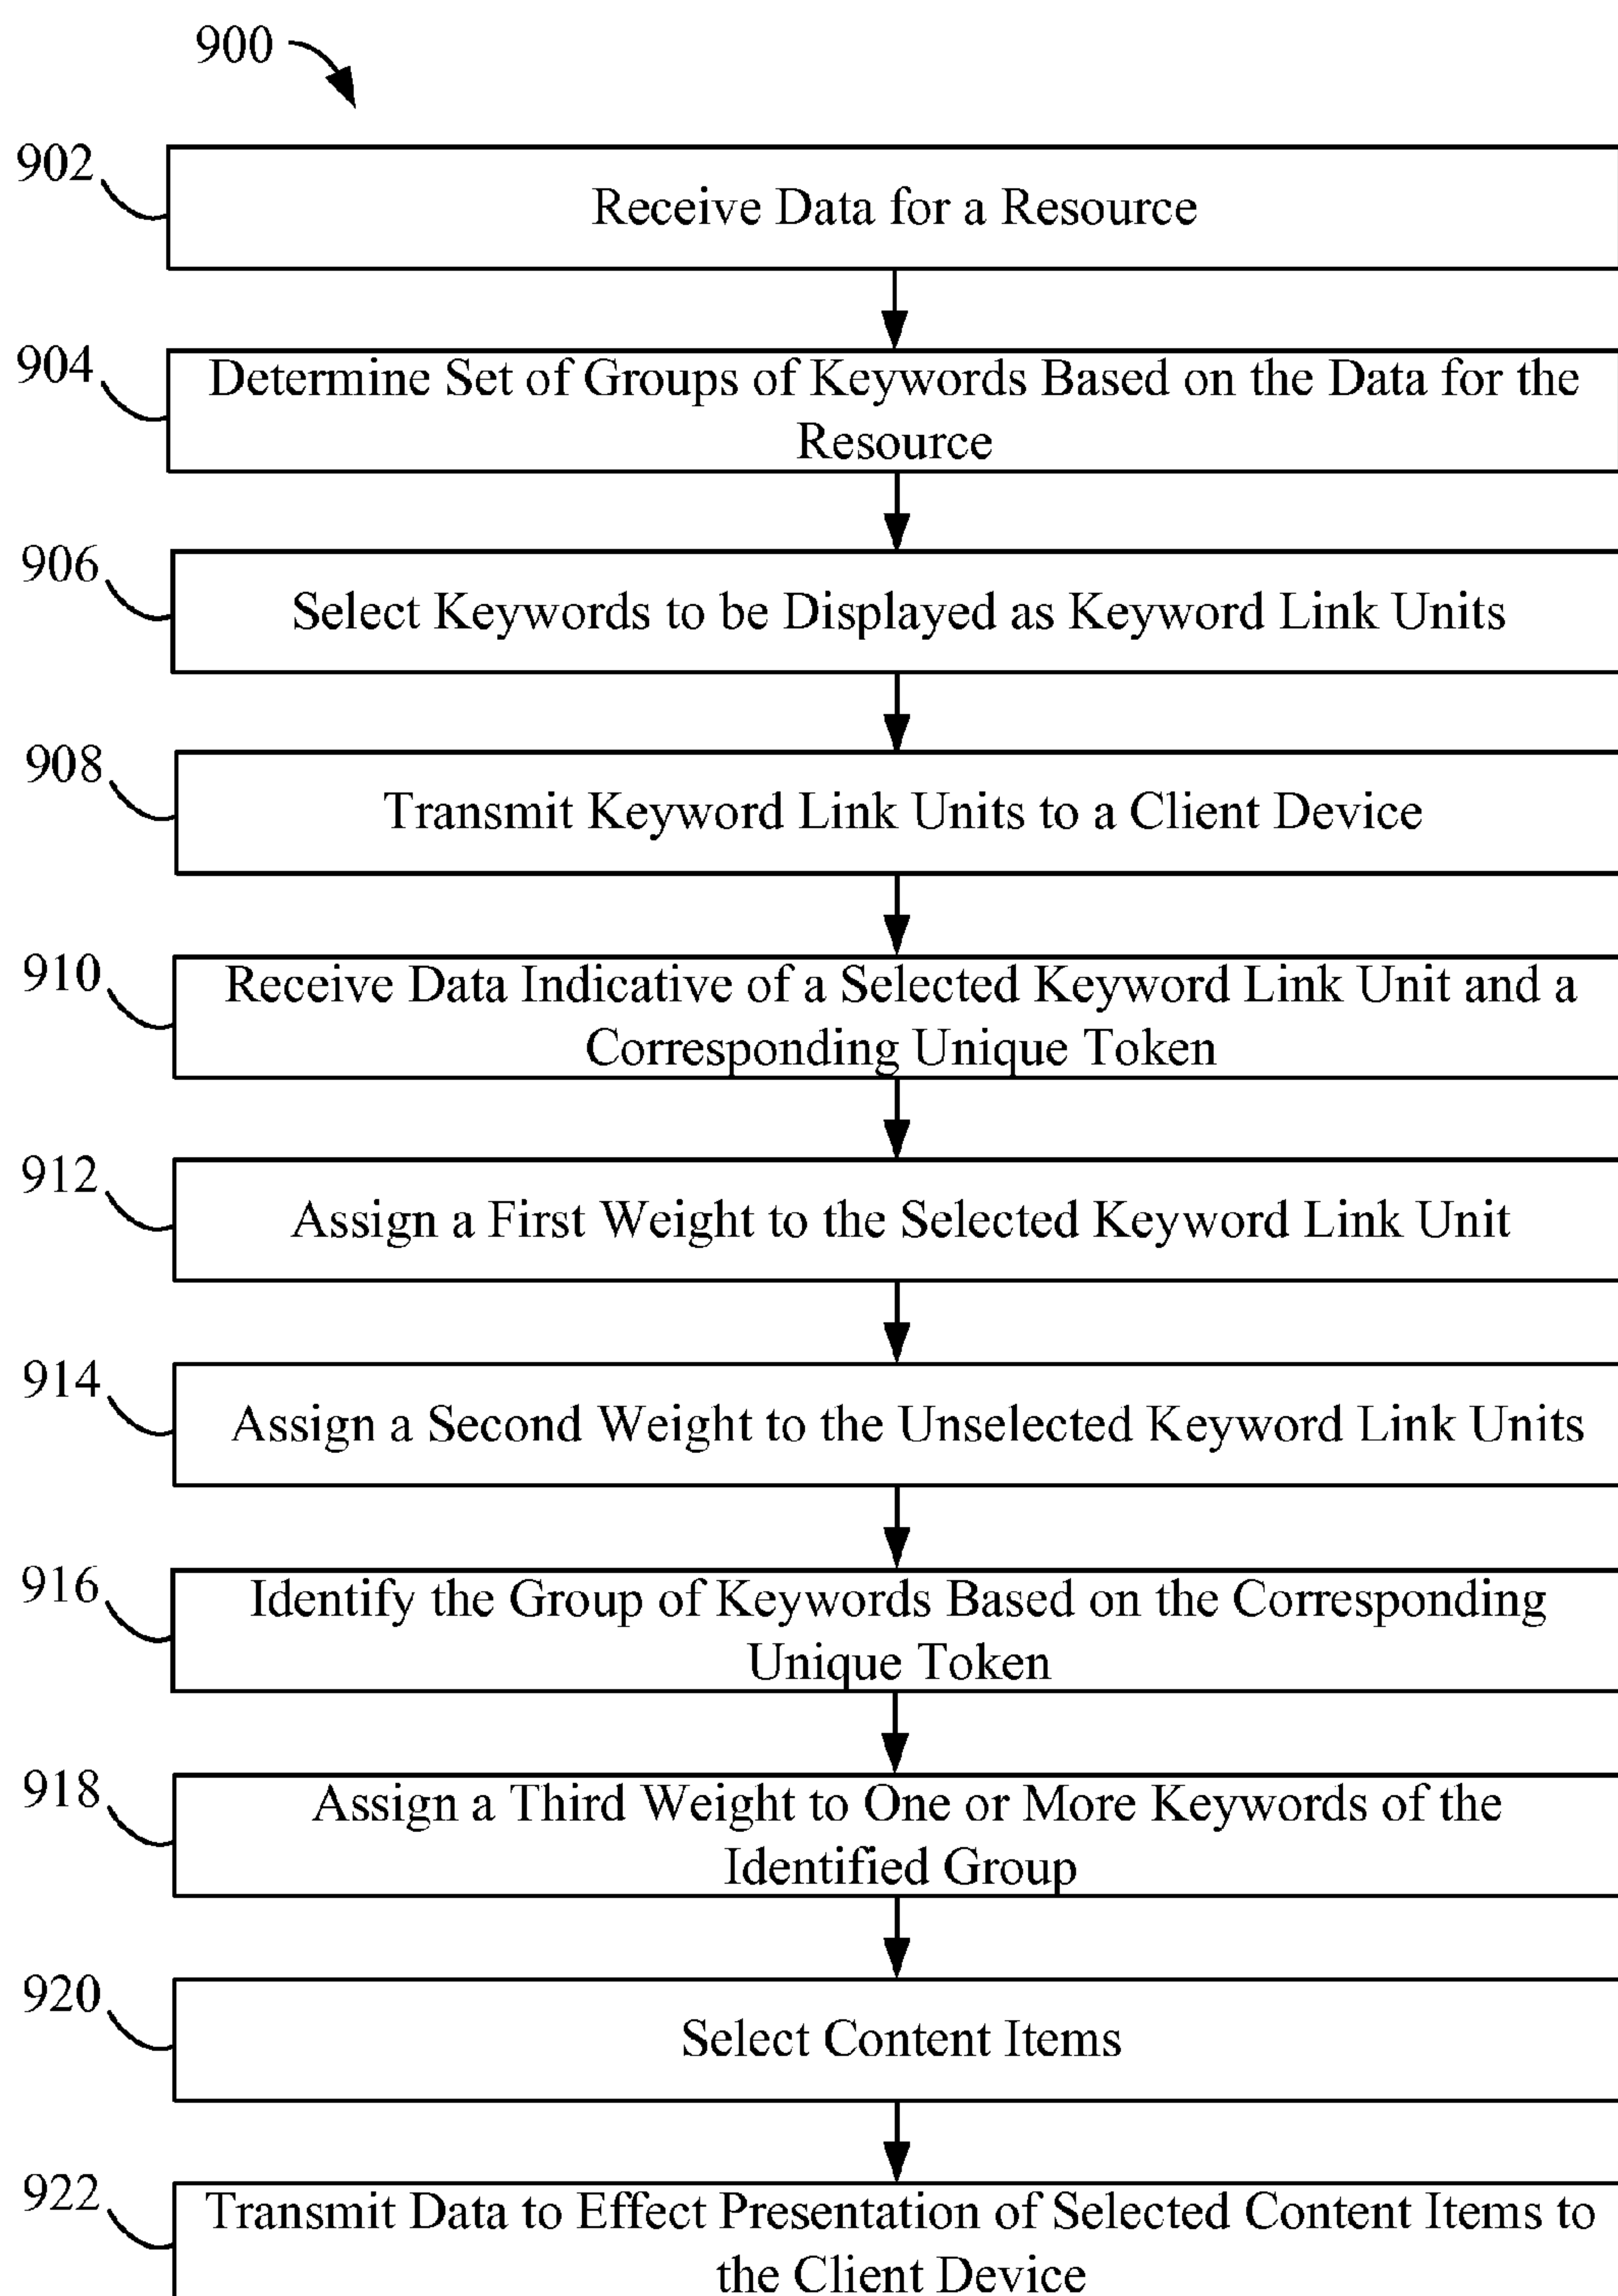 900
902
Receive Data for a Resource
904
Determine Set of Groups of Keywords Based on the Data for the
Resource
906
Select Keywords to be Displayed as Keyword Link Units
908
Transmit Keyword Link Units to a Client Device
910
Receive Data Indicative of a Selected Keyword Link Unit and a
Corresponding Unique Token
912
Assign a First Weight to the Selected Keyword Link Unit
914
Assign a Second Weight to the Unselected Keyword Link Units
916
Identify the Group of Keywords Based on the Corresponding
Unique Token
918
Assign a Third Weight to One or More Keywords of the
Identified Group
920
Select Content Items
922
Transmit Data to Effect Presentation of Selected Content Items to
the Client Device